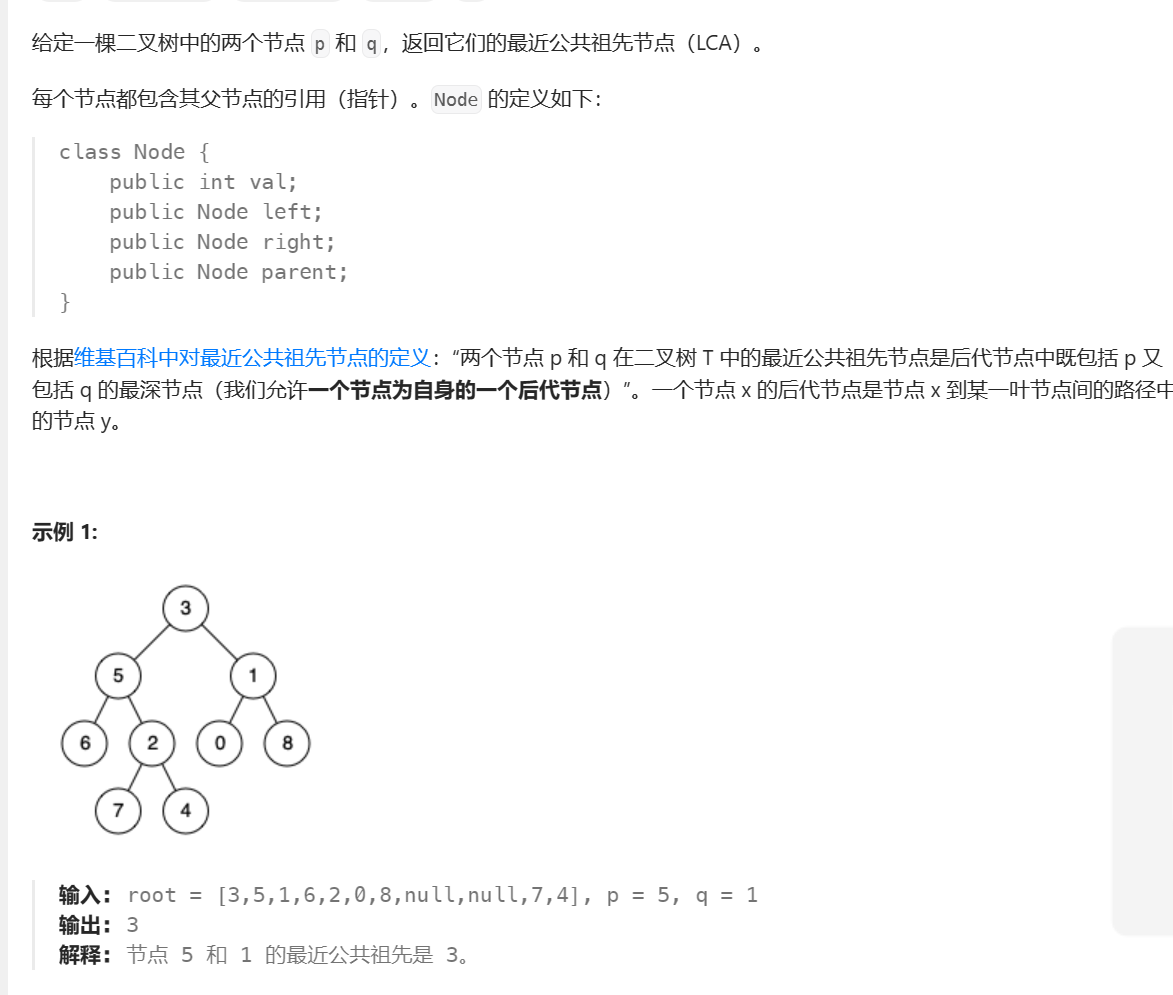 给定一棵二叉树中的两个节点 p 和 q，返回它们的最近公共祖先节点（LCA）。
每个节点都包含其父节点的引用（指针）。Node 的定义如下：
class Node {
    public int val;
    public Node left;
    public Node right;
    public Node parent;
}
根据维基百科中对最近公共祖先节点的定义：“两个节点 p 和 q 在二叉树 T 中的最近公共祖先节点是后代节点中既包括 p 又
包括 q 的最深节点（我们允许一个节点为自身的一个后代节点）”。一个节点 x 的后代节点是节点 x 到某一叶节点间的路径中
的节点 y。
示例 1:
3
5 1
6 2 0 8
7 4
输入： root = [3,5,1,6,2,0,8,null,null,7,4], p = 5, q = 1
输出： 3
解释： 节点 5 和 1 的最近公共祖先是 3。